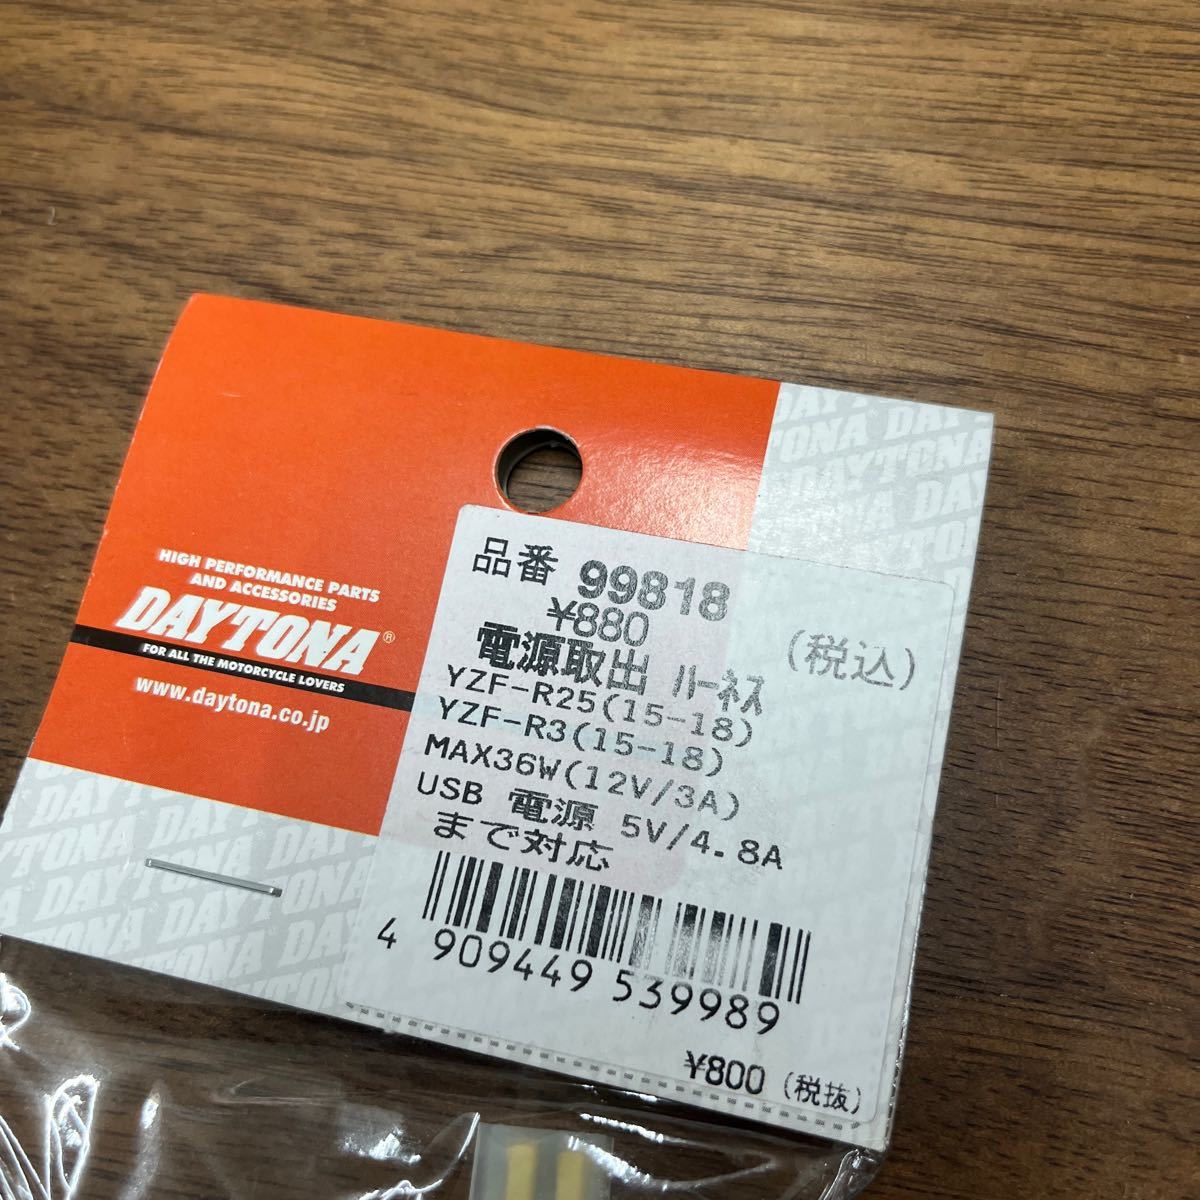 HIGH PERFORMANCE PARTS
AND ACCESSORIES
DAYTONA®
FOR ALL THE MOTORCYCLE LOVERS
www.daytona.co.jp
品番 99818
¥880 (税込)
電源取出 ﾊｰﾈｽ
YZF-R25(15-18)
YZF-R3(15-18)
MAX36W(12V/3A)
USB 電源 5V/4.8A
まで対応
4 909449 539989
¥800 (税抜)